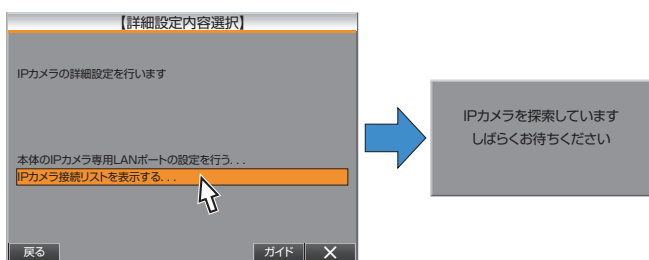 【詳細設定内容選択】
IPカメラの詳細設定を行います
本体のIPカメラ専用LANポートの設定を行う...
IPカメラ接続リストを表示する...
戻る
ガイド
X
IPカメラを探索しています
しばらくお待ちください